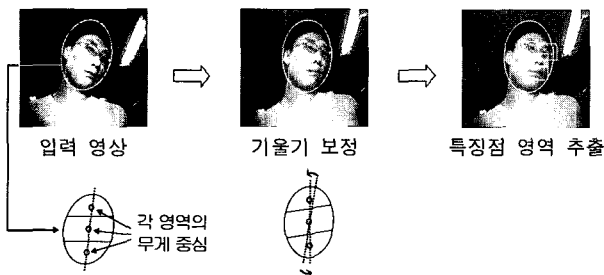 입력 영상
기울기 보정
특징점 영역 추출
각 영역의
무게 중심